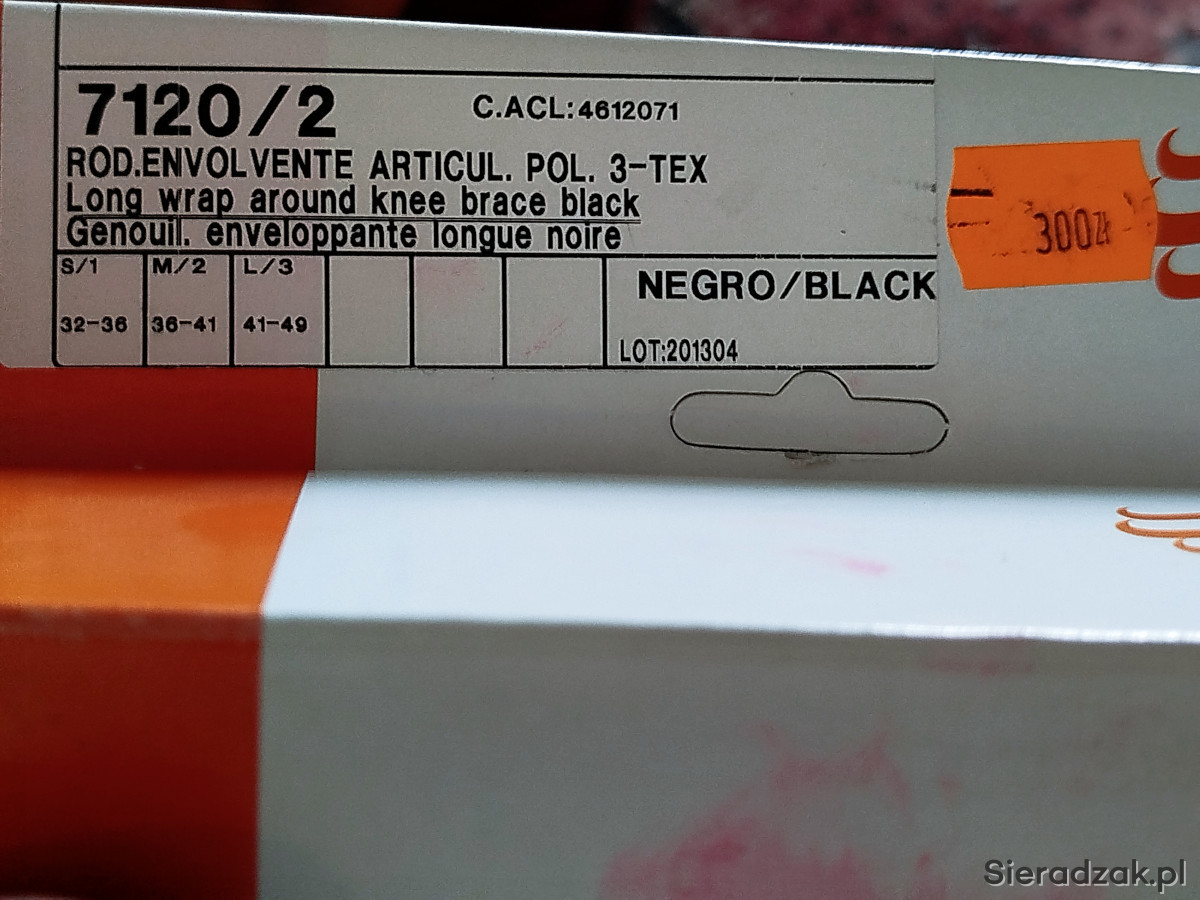 7120/2 C.ACL:4612071
ROD.ENVOLVENTE ARTICUL. POL. 3-TEX
Long wrap around knee brace black
Genouil. enveloppante longue noire
S/1 M/2 L/3
NEGRO/BLACK
32-36 36-41 41-49
LOT:201304
300zł
Sieradzak.pl